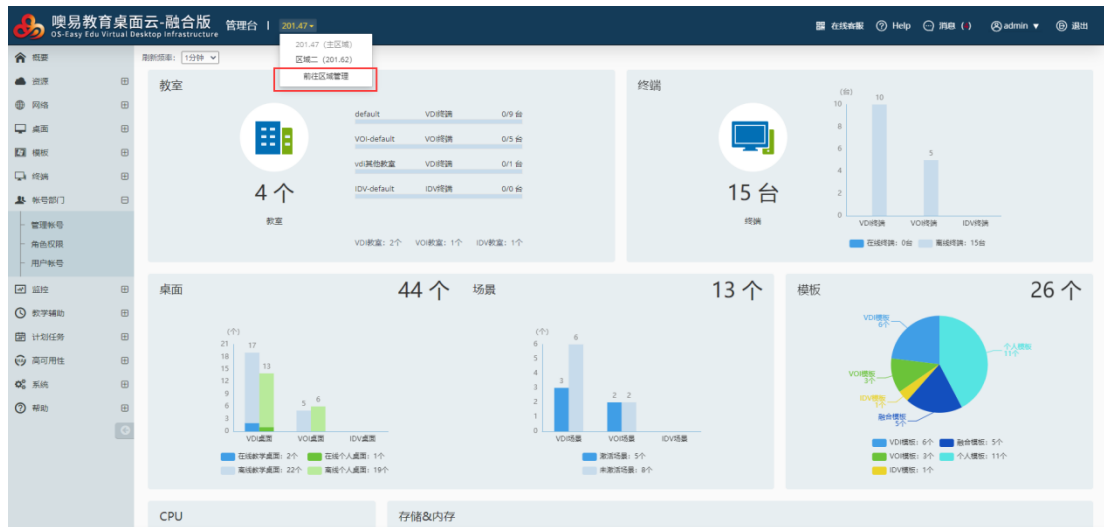 噢易教育桌面云-融合版 管理台 | 201.47
OS-Easy Edu Virtual Desktop Infrastructure
在线客服 Help 消息 ( ) admin 退出
201.47 (主区域)
区域二 (201.62)
前往区域管理
概要
资源
网络
桌面
模板
终端
帐号部门
管理帐号
角色权限
用户帐号
监控
教学辅助
计划任务
高可用性
系统
帮助
刷新频率: 1分钟
教室
4 个
教室
default VDI终端 0/9 台
VOI-default VOI终端 0/5 台
vdi其他教室 VDI终端 0/1 台
IDV-default IDV终端 0/0 台
VDI教室: 2个 VOI教室: 1个 IDV教室: 1个
终端
15 台
终端
(台)
10
8
6
4
2
0
10
5
VDI终端 VOI终端 IDV终端
在线终端: 0台 离线终端: 15台
桌面 44 个
(个)
21
18
15
12
9
6
3
0
17
13
5 6
VDI桌面 VOI桌面 IDV桌面
在线教学桌面: 2个 在线个人桌面: 1个
离线教学桌面: 22个 离线个人桌面: 19个
场景 13 个
(个)
6
5
4
3
2
1
0
3
6
2 2
VDI场景 VOI场景 IDV场景
激活场景: 5个
未激活场景: 8个
模板 26 个
VDI模板
6个
VOI模板
3个
IDV模板
1个
融合模板
5个
个人模板
11个
VDI模板: 6个 融合模板: 5个
VOI模板: 3个 个人模板: 11个
IDV模板: 1个
CPU
存储&内存